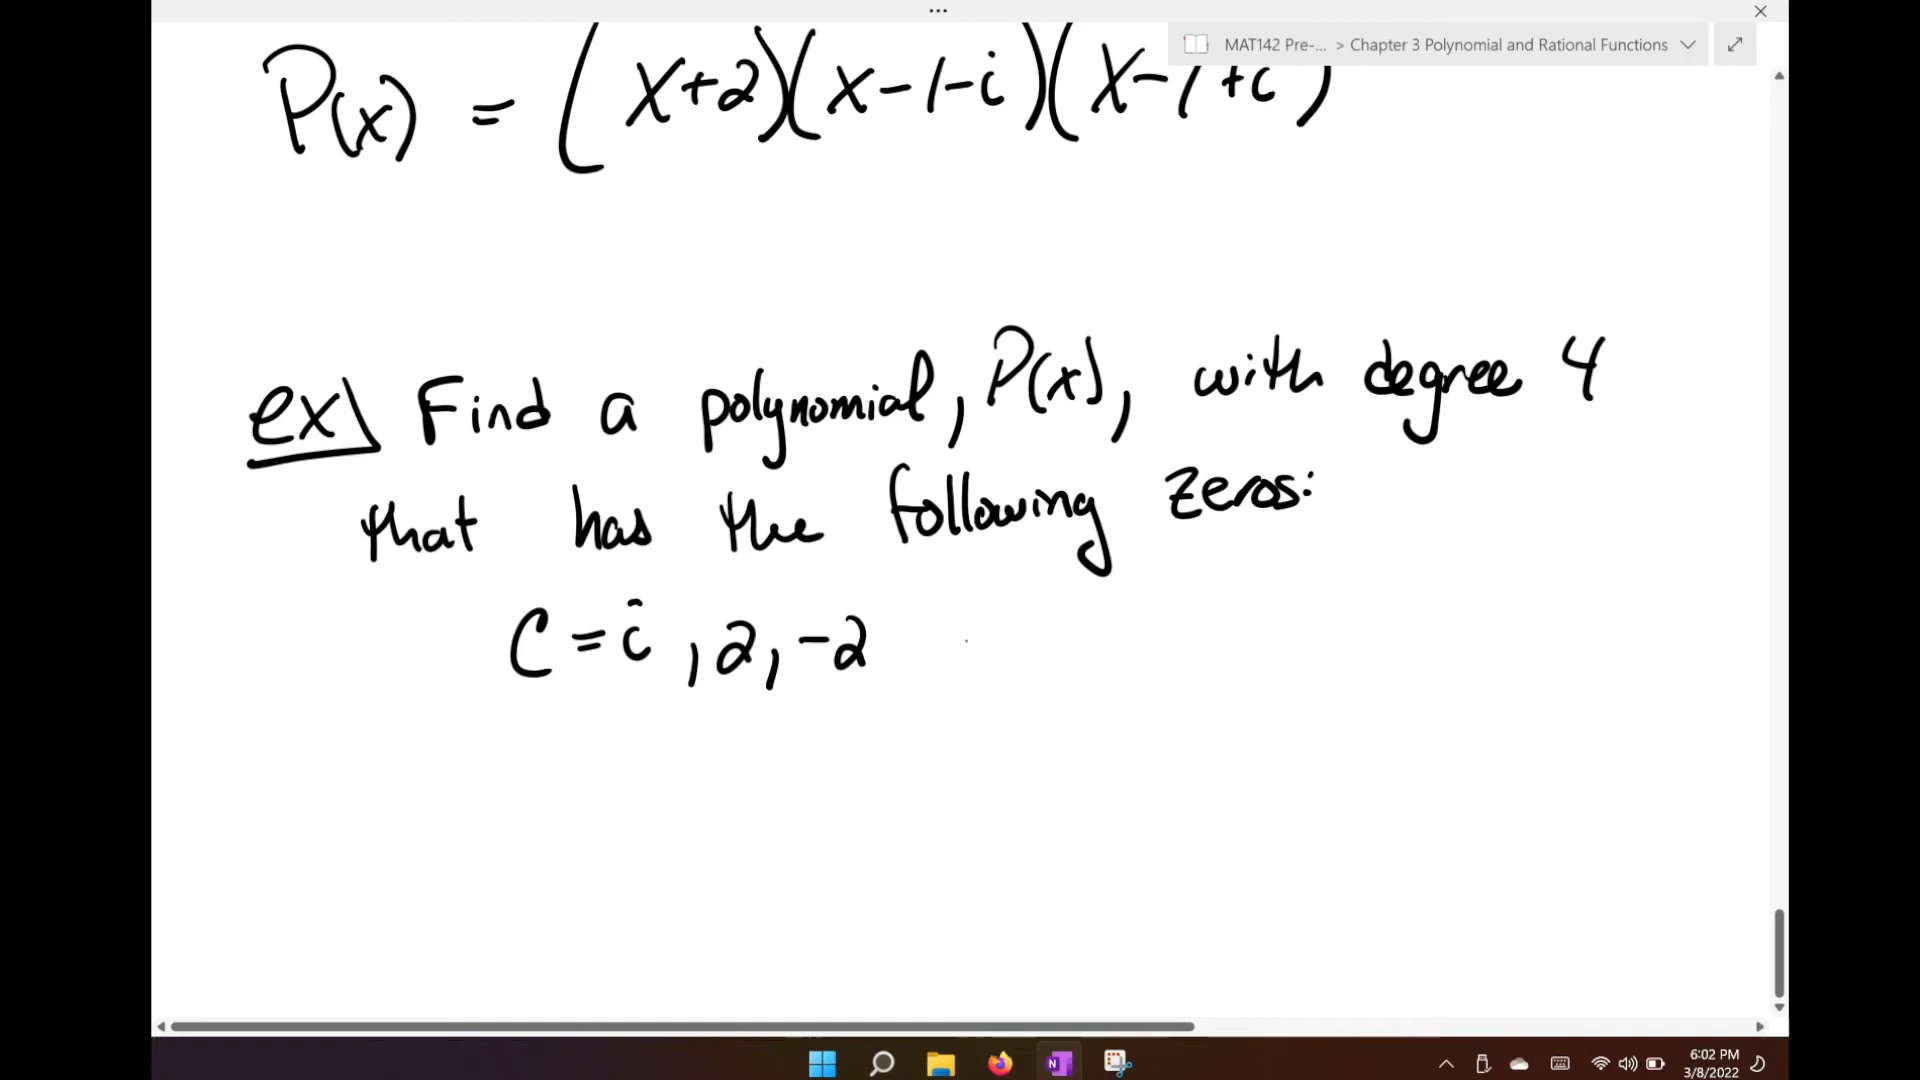 MAT142 Pre-... > Chapter 3 Polynomial and Rational Functions
P(x) = (x+2)(x-1-i)(x-1+i)
ex) Find a polynomial, P(x), with degree 4
that has the following zeros:
C = i, 2, -2
6:02 PM
3/8/2022